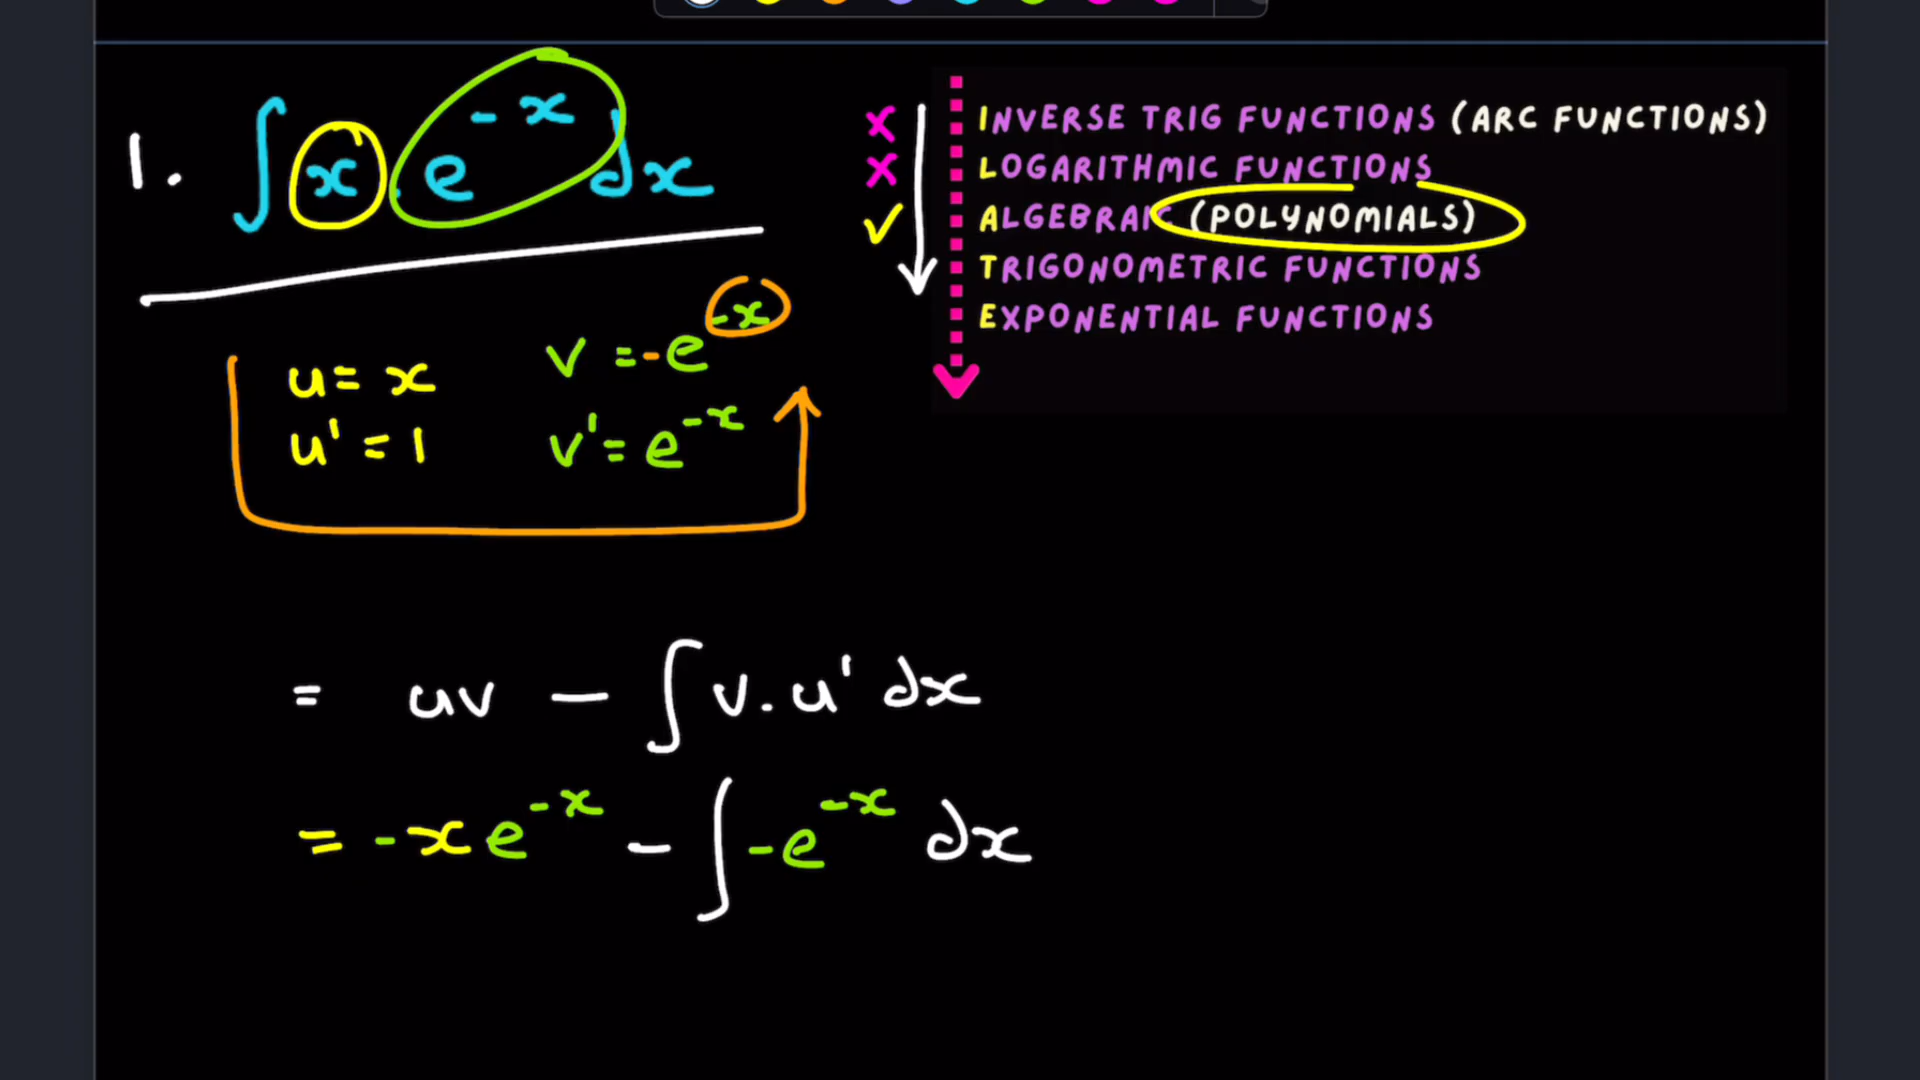 1. ∫ x . e^{-x} dx
INVERSE TRIG FUNCTIONS (ARC FUNCTIONS)
LOGARITHMIC FUNCTIONS
ALGEBRAIC (POLYNOMIALS)
TRIGONOMETRIC FUNCTIONS
EXPONENTIAL FUNCTIONS
u = x v = -e^{-x}
u' = 1 v' = e^{-x}
= uv - ∫ v . u' dx
= -x e^{-x} - ∫ -e^{-x} dx